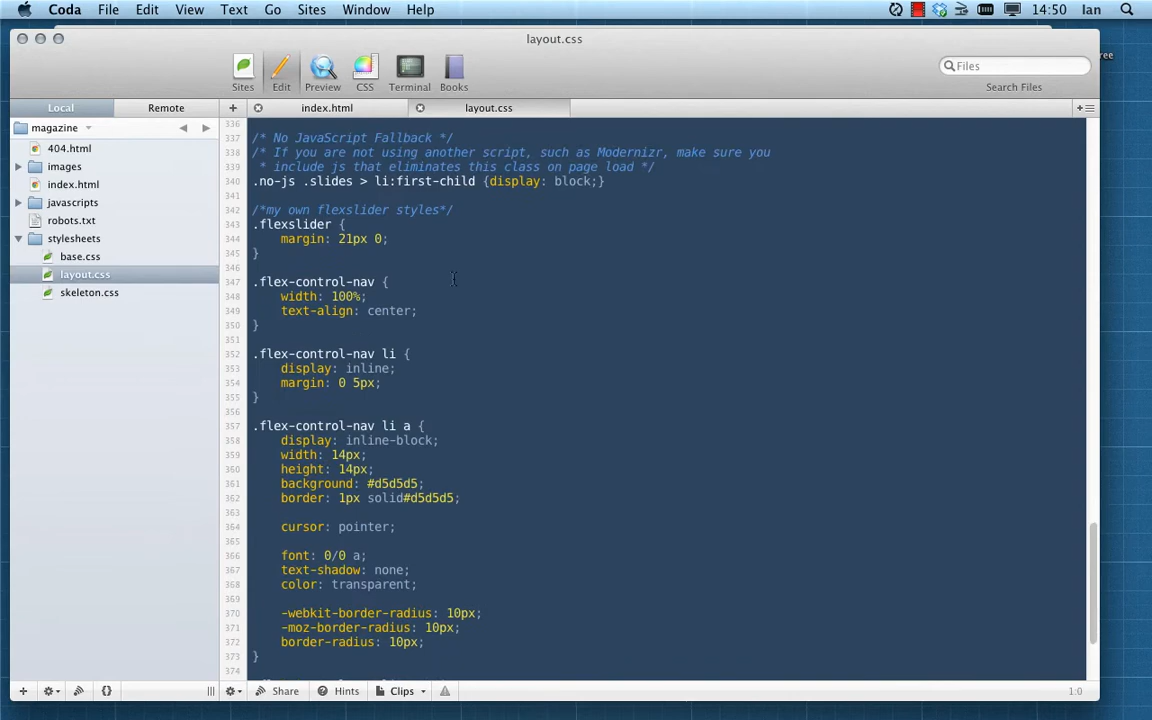 Coda File Edit View Text Go Sites Window Help 14:50 Ian
layout.css
Sites Edit Preview CSS Terminal Books
Files
Search Files
Local Remote
index.html layout.css
magazine
404.html
images
index.html
javascripts
robots.txt
stylesheets
base.css
layout.css
skeleton.css
336
337 /* No JavaScript Fallback */
338 /* If you are not using another script, such as Modernizr, make sure you
339 * include js that eliminates this class on page load */
340 .no-js .slides > li:first-child {display: block;}
341
342 /*my own flexslider styles*/
343 .flexslider {
344 margin: 21px 0;
345 }
346
347 .flex-control-nav {
348 width: 100%;
349 text-align: center;
350 }
351
352 .flex-control-nav li {
353 display: inline;
354 margin: 0 5px;
355 }
356
357 .flex-control-nav li a {
358 display: inline-block;
359 width: 14px;
360 height: 14px;
361 background: #d5d5d5;
362 border: 1px solid#d5d5d5;
363
364 cursor: pointer;
365
366 font: 0/0 a;
367 text-shadow: none;
368 color: transparent;
369
370 -webkit-border-radius: 10px;
371 -moz-border-radius: 10px;
372 border-radius: 10px;
373 }
374
Share Hints Clips 1:0